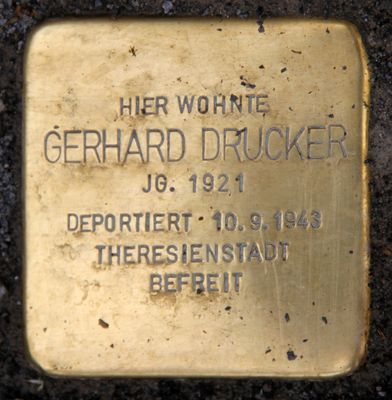 HIER WOHNTE
GERHARD DRUCKER
JG. 1921
DEPORTIERT 10.9.1943
THERESIENSTADT
BEFREIT